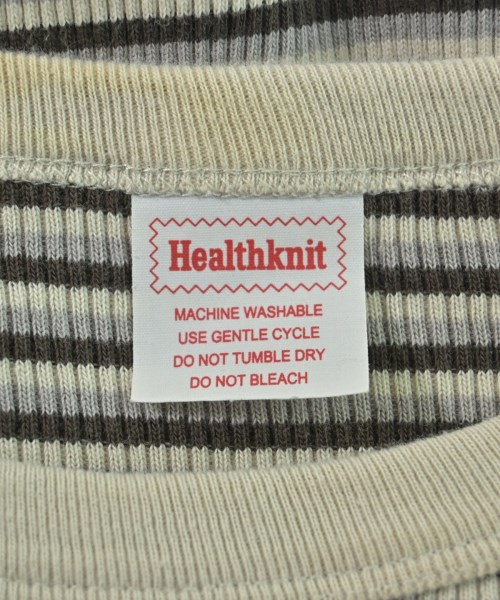 Healthknit
MACHINE WASHABLE
USE GENTLE CYCLE
DO NOT TUMBLE DRY
DO NOT BLEACH